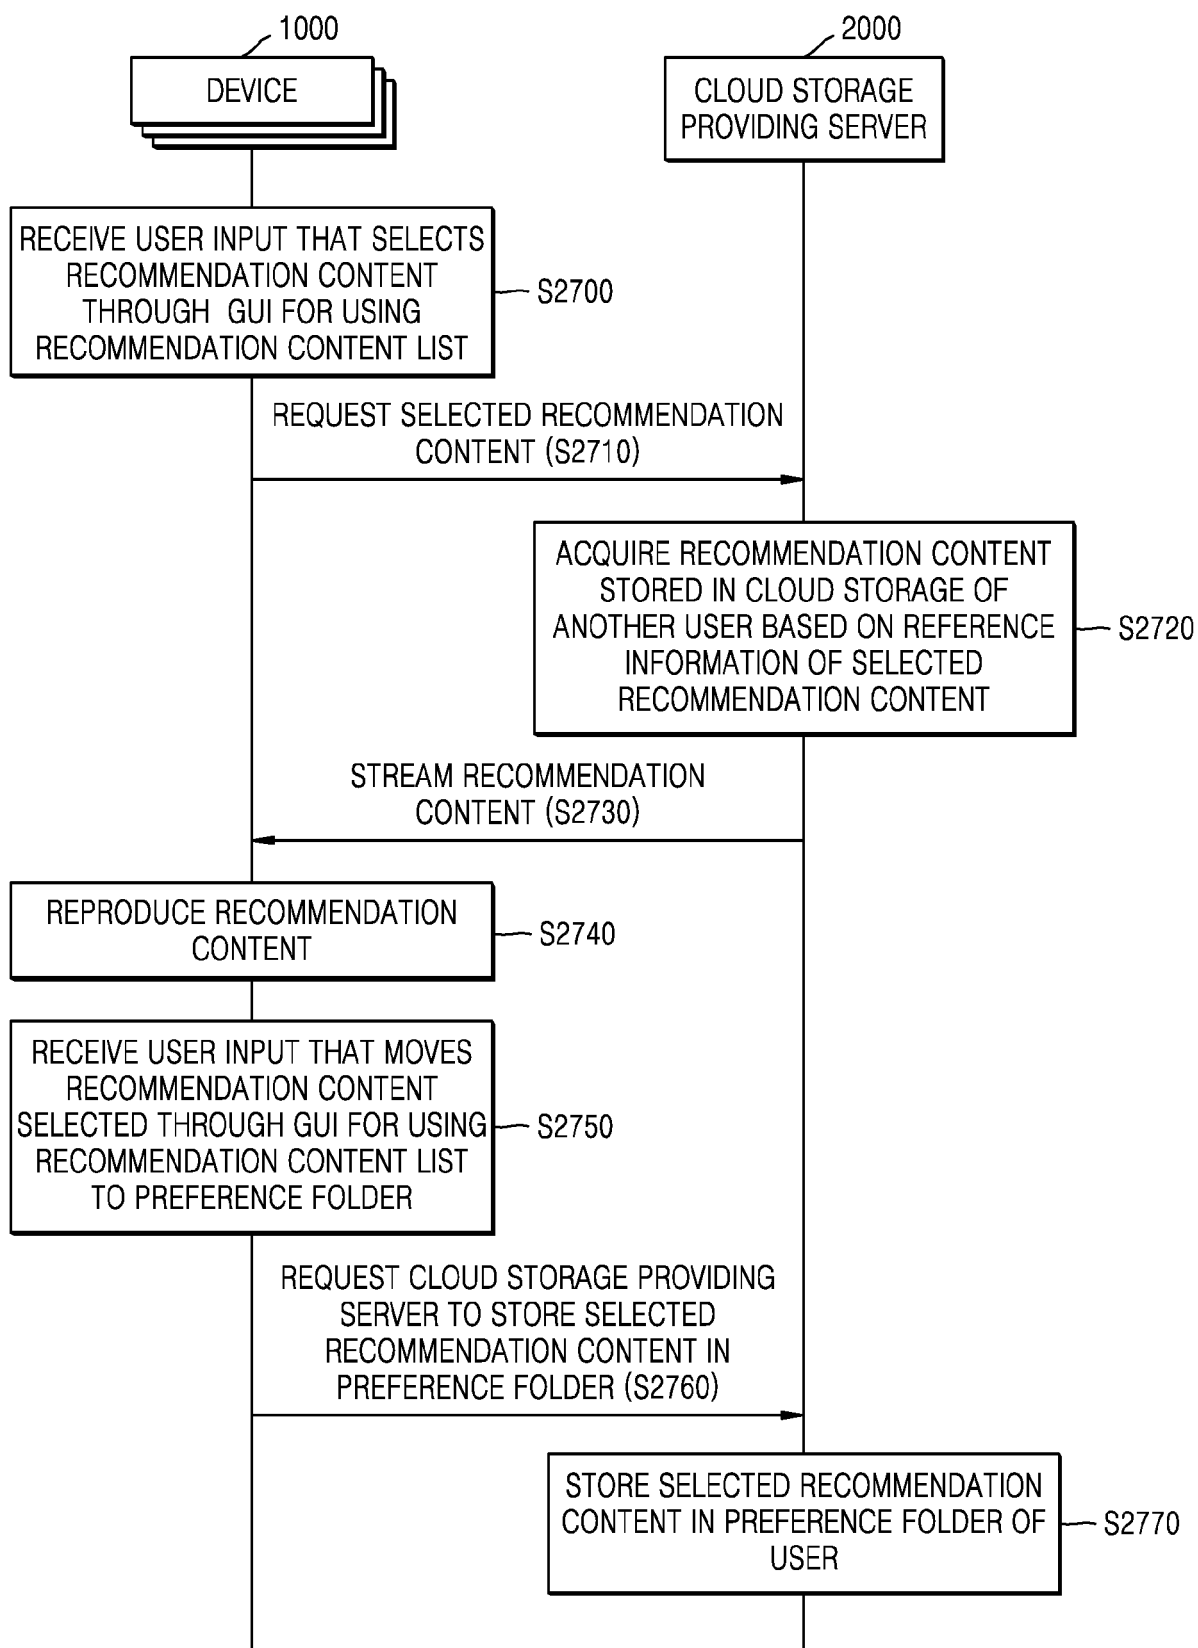 1000
DEVICE
2000
CLOUD STORAGE
PROVIDING SERVER
RECEIVE USER INPUT THAT SELECTS
RECOMMENDATION CONTENT
THROUGH GUI FOR USING
RECOMMENDATION CONTENT LIST
S2700
REQUEST SELECTED RECOMMENDATION
CONTENT (S2710)
ACQUIRE RECOMMENDATION CONTENT
STORED IN CLOUD STORAGE OF
ANOTHER USER BASED ON REFERENCE
INFORMATION OF SELECTED
RECOMMENDATION CONTENT
S2720
STREAM RECOMMENDATION
CONTENT (S2730)
REPRODUCE RECOMMENDATION
CONTENT
S2740
RECEIVE USER INPUT THAT MOVES
RECOMMENDATION CONTENT
SELECTED THROUGH GUI FOR USING
RECOMMENDATION CONTENT LIST
TO PREFERENCE FOLDER
S2750
REQUEST CLOUD STORAGE PROVIDING
SERVER TO STORE SELECTED
RECOMMENDATION CONTENT IN
PREFERENCE FOLDER (S2760)
STORE SELECTED RECOMMENDATION
CONTENT IN PREFERENCE FOLDER OF
USER
S2770